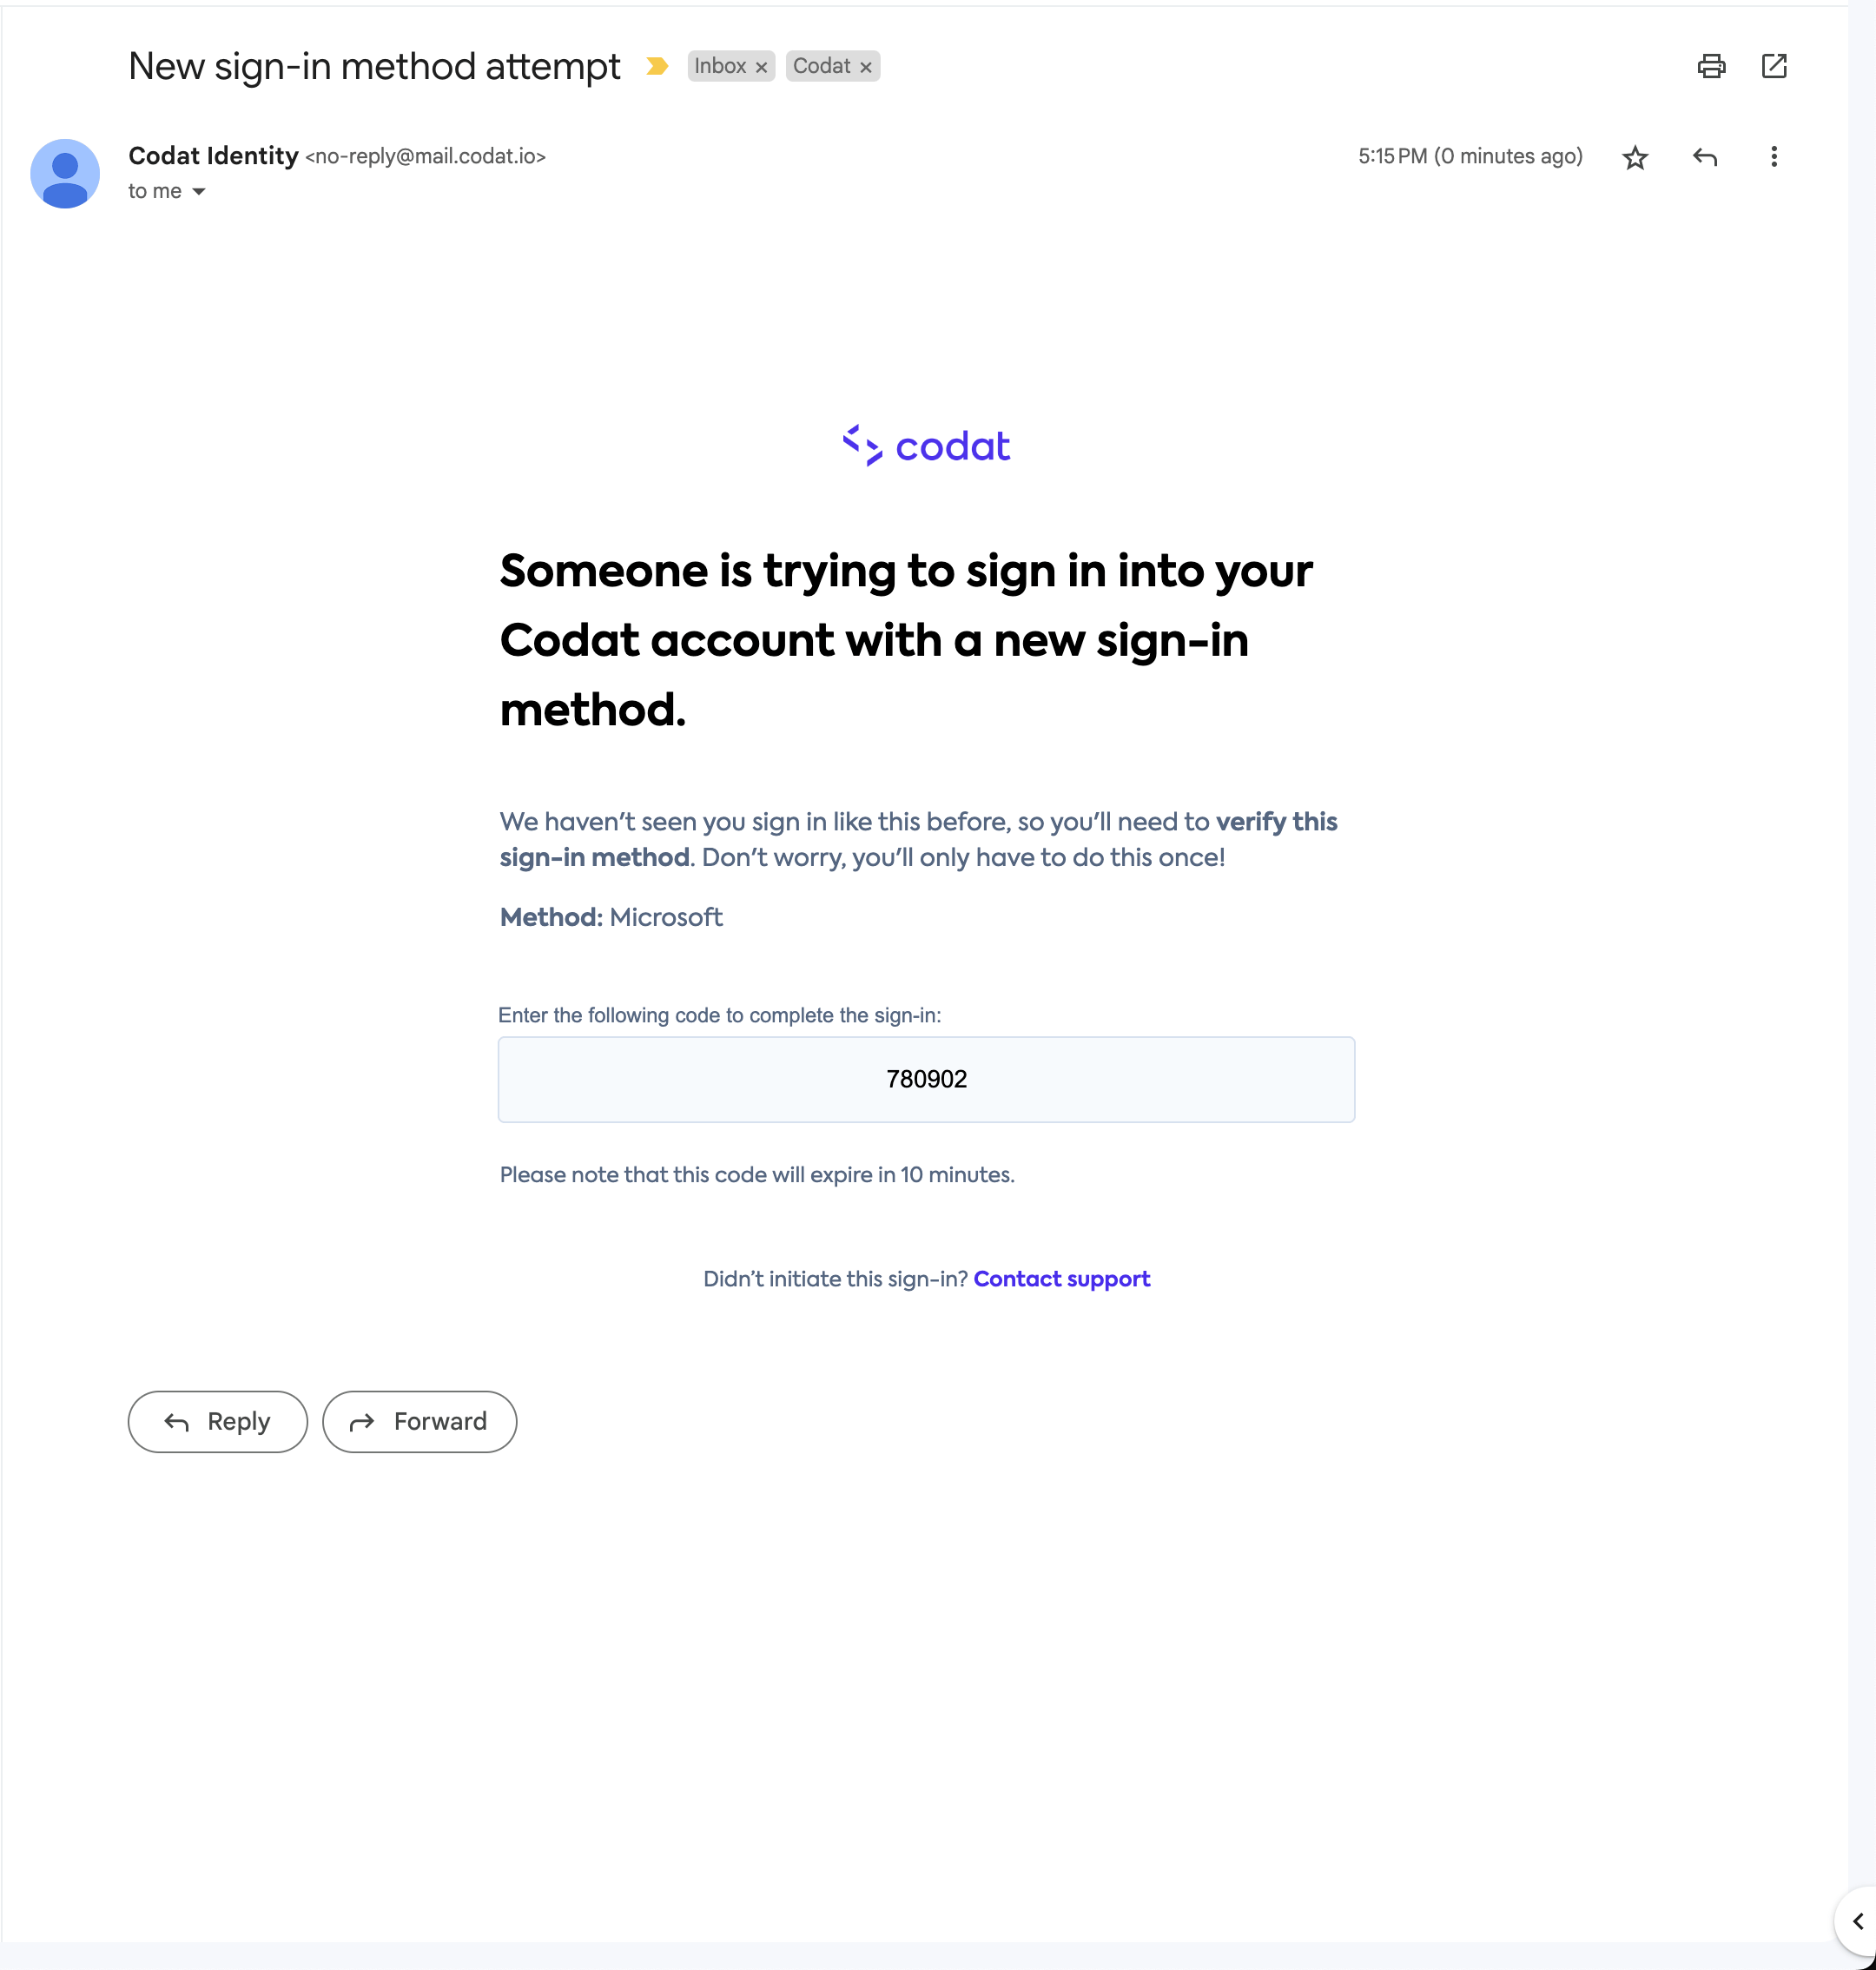 New sign-in method attempt Inbox × Codat ×
Codat Identity <no-reply@mail.codat.io> 5:15 PM (0 minutes ago)
to me
codat
Someone is trying to sign in into your
Codat account with a new sign-in
method.
We haven't seen you sign in like this before, so you'll need to verify this
sign-in method. Don't worry, you'll only have to do this once!
Method: Microsoft
Enter the following code to complete the sign-in:
780902
Please note that this code will expire in 10 minutes.
Didn't initiate this sign-in? Contact support
Reply Forward